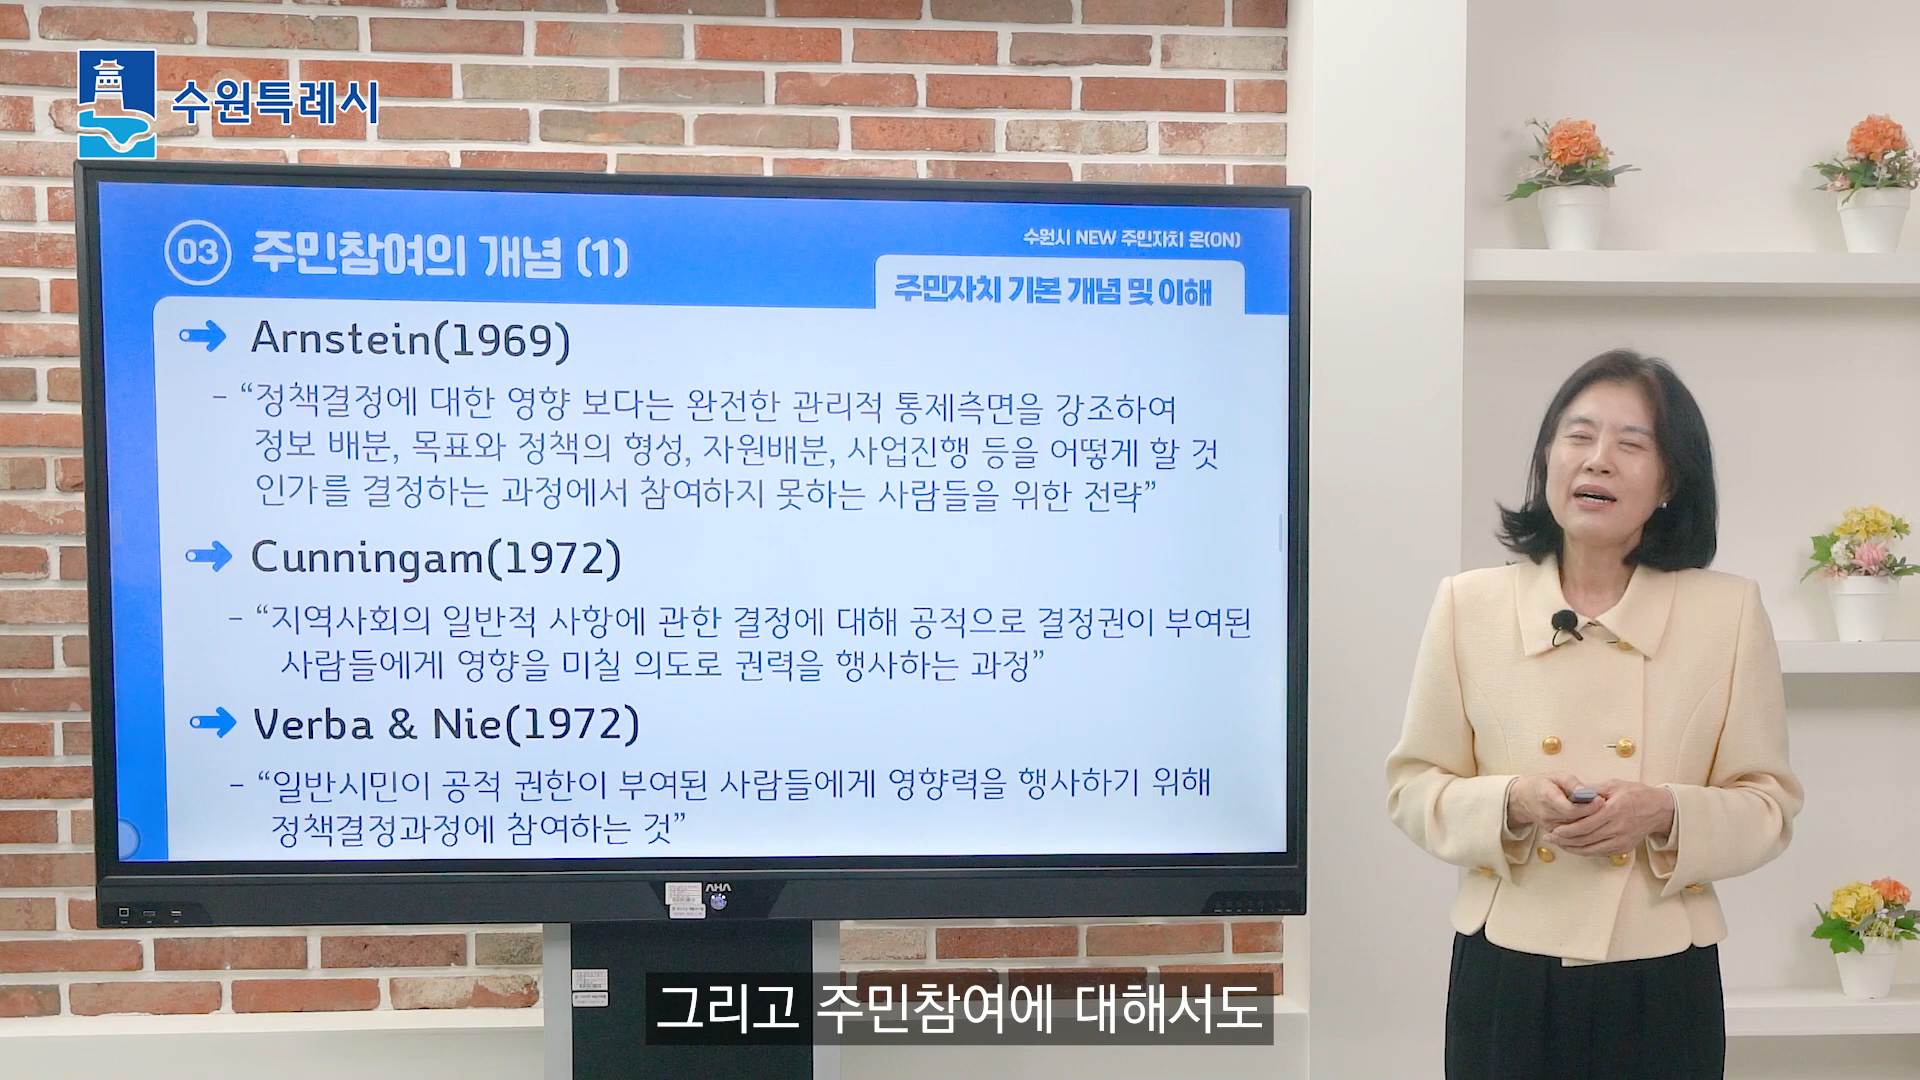 수원특례시
03 주민참여의 개념 (1)
수원시 NEW 주민자치 온(ON)
주민자치 기본 개념 및 이해
Arnstein(1969)
- “정책결정에 대한 영향 보다는 완전한 관리적 통제측면을 강조하여
정보 배분, 목표와 정책의 형성, 자원배분, 사업진행 등을 어떻게 할 것
인가를 결정하는 과정에서 참여하지 못하는 사람들을 위한 전략”
Cunningam(1972)
- “지역사회의 일반적 사항에 관한 결정에 대해 공적으로 결정권이 부여된
사람들에게 영향을 미칠 의도로 권력을 행사하는 과정”
Verba & Nie(1972)
- “일반시민이 공적 권한이 부여된 사람들에게 영향력을 행사하기 위해
정책결정과정에 참여하는 것”
AHA
그리고 주민참여에 대해서도